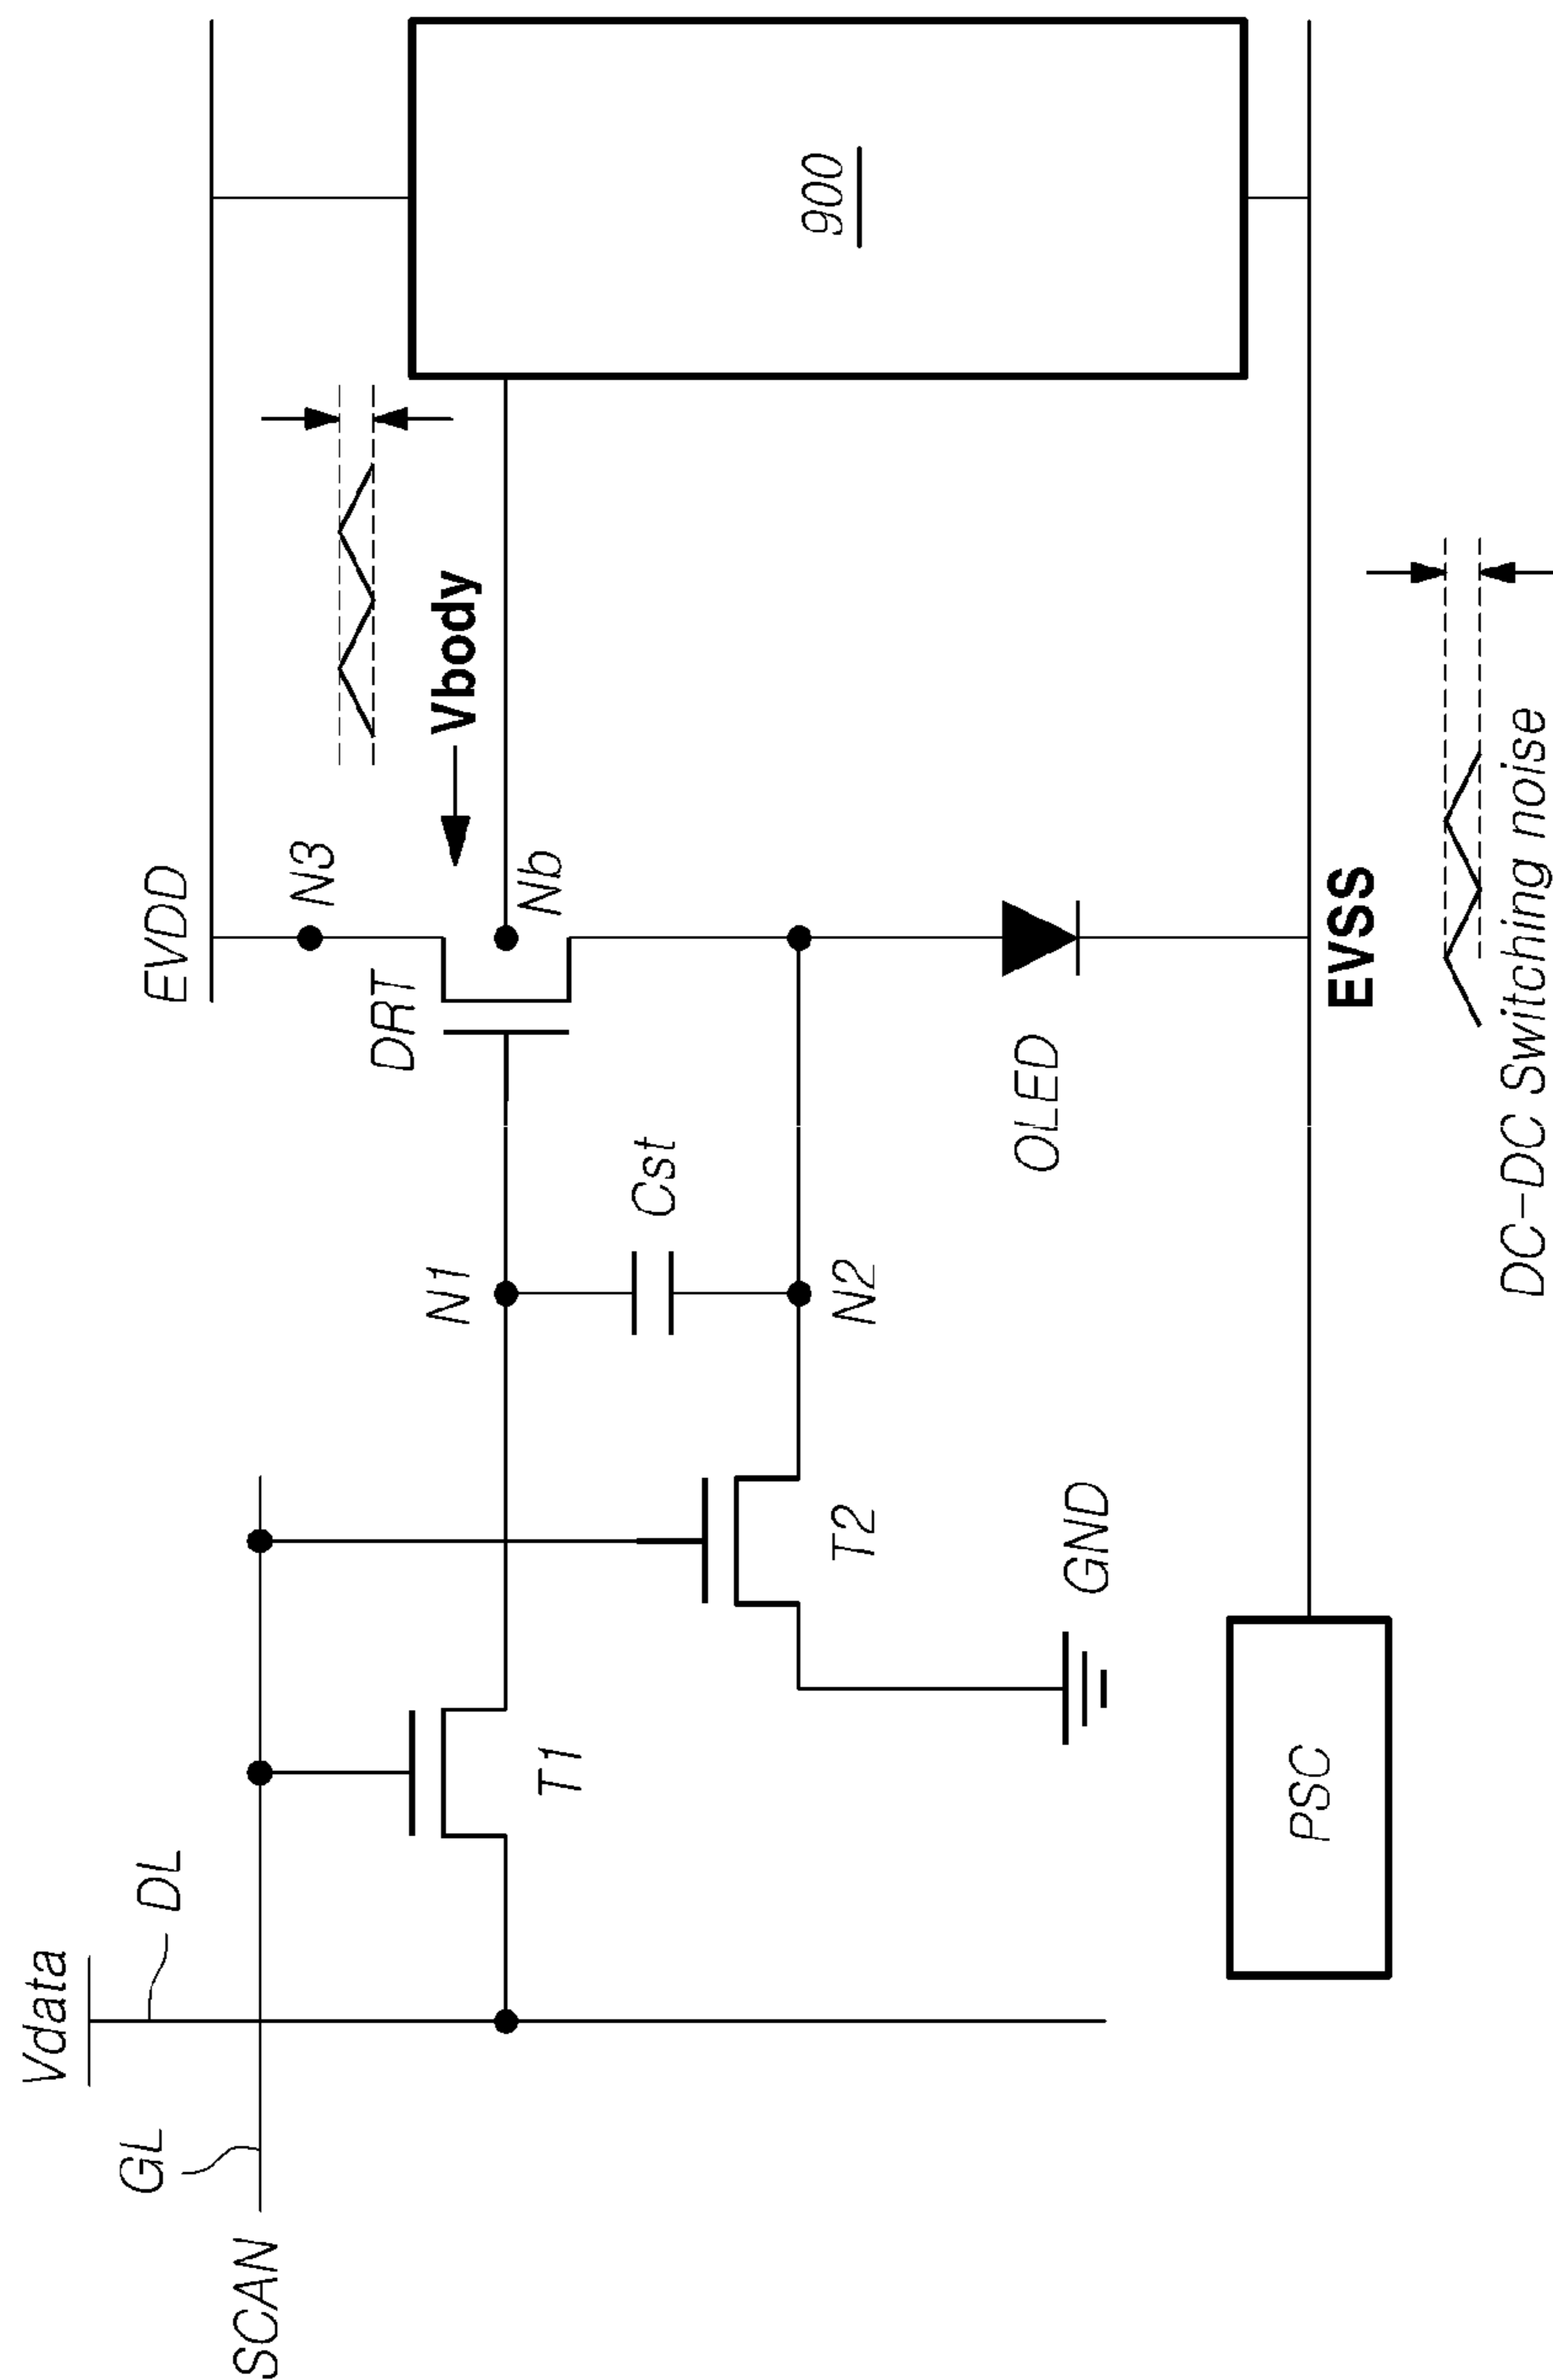 Vdata
DL
GL
SCAN
EVDD
N3
Vbody
DRT
Nb
N1
Cst
N2
T1
T2
GND
OLED
900
PSC
EVSS
DC-DC Switching noise